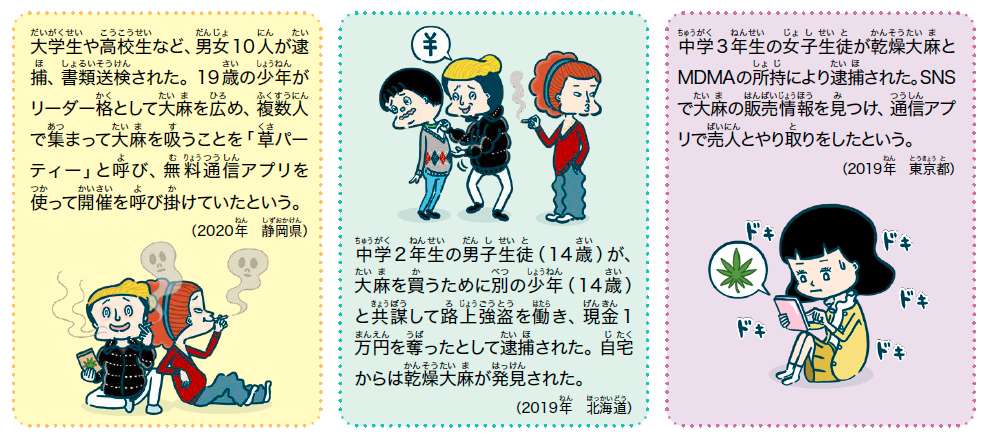 大学生や高校生など、男女10人が逮
捕、書類送検された。19歳の少年が
リーダー格として大麻を広め、複数人
で集まって大麻を吸うことを「草パー
ティー」と呼び、無料通信アプリを
使って開催を呼び掛けていたという。
（2020年　静岡県）
¥
中学2年生の男子生徒（14歳）が、
大麻を買うために別の少年（14歳）
と共謀して路上強盗を働き、現金1
万円を奪ったとして逮捕された。自宅
からは乾燥大麻が発見された。
（2019年　北海道）
中学3年生の女子生徒が乾燥大麻と
MDMAの所持により逮捕された。SNS
で大麻の販売情報を見つけ、通信アプ
リで売人とやり取りをしたという。
（2019年　東京都）
ドキ
ドキ
ドキ
ドキ